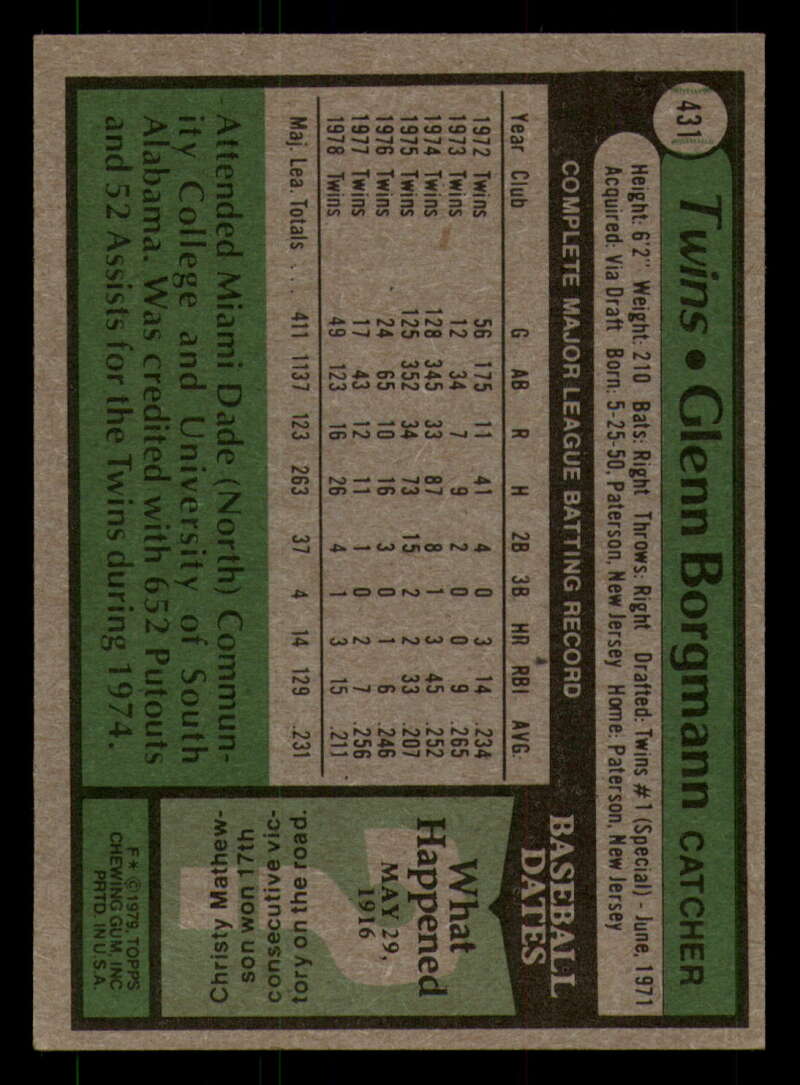 431
Twins • Glenn Borgmann CATCHER
Height: 6'2" Weight: 210 Bats: Right Throws: Right Drafted: Twins #1 (Special) - June, 1971
Acquired: Via Draft Born: 5-25-50, Paterson, New Jersey Home: Paterson, New Jersey
COMPLETE MAJOR LEAGUE BATTING RECORD
Year Club G AB R H 2B 3B HR RBI AVG.
1972 Twins 56 175 11 41 4 0 3 14 .234
1973 Twins 12 34 7 9 2 0 0 9 .265
1974 Twins 128 345 33 87 8 1 3 45 .252
1975 Twins 125 352 34 73 15 2 2 33 .207
1976 Twins 24 65 10 16 3 0 1 6 .246
1977 Twins 17 43 12 11 1 0 2 7 .256
1978 Twins 49 123 16 26 4 1 3 15 .211
Maj. Lea. Totals ... 411 1137 123 263 37 4 14 129 .231
Attended Miami Dade (North) Commun-
ity College and University of South
Alabama. Was credited with 652 Putouts
and 52 Assists for the Twins during 1974.
BASEBALL
DATES
What
Happened
MAY 29,
1916
Christy Mathew-
son won 17th
consecutive vic-
tory on the road.
F* © 1979. TOPPS
CHEWING GUM, INC
PRTD. IN U.S.A.